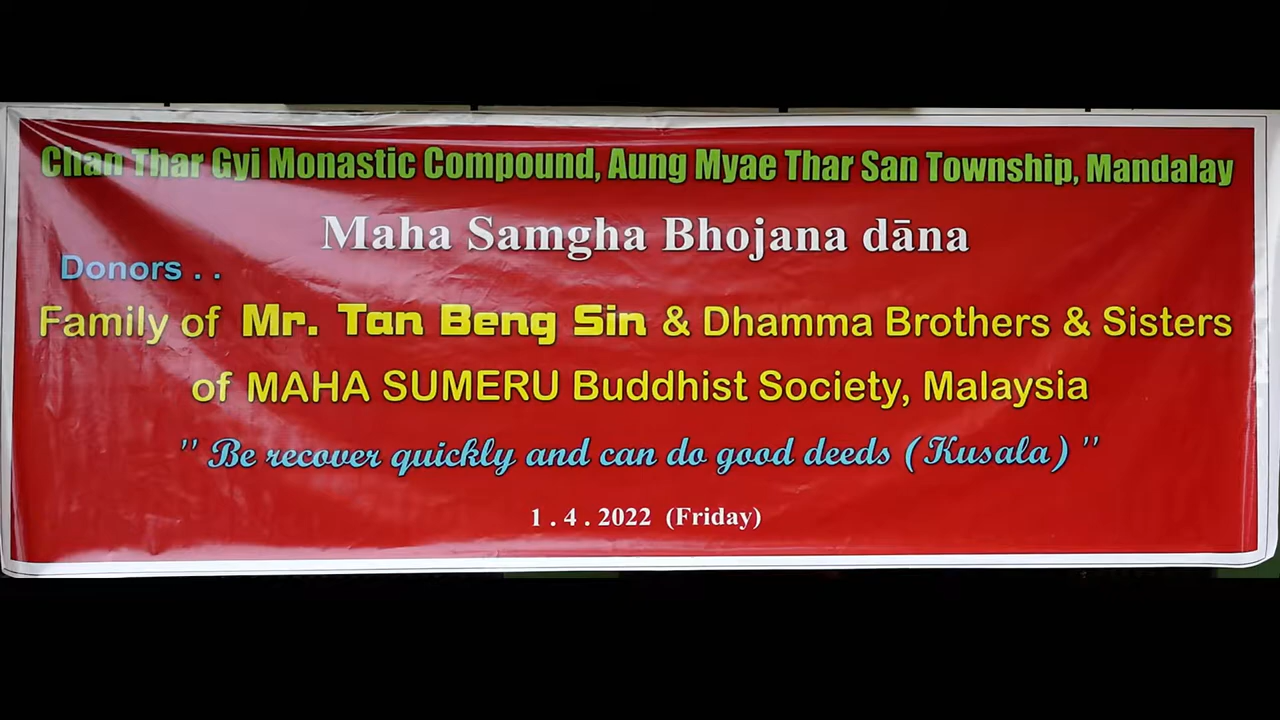 Chan Thar Gyi Monastic Compound, Aung Myae Thar San Township, Mandalay
Maha Samgha Bhojana dāna
Donors . .
Family of Mr. Tan Beng Sin & Dhamma Brothers & Sisters
of MAHA SUMERU Buddhist Society, Malaysia
" Be recover quickly and can do good deeds (Kusala) "
1 . 4 . 2022 (Friday)